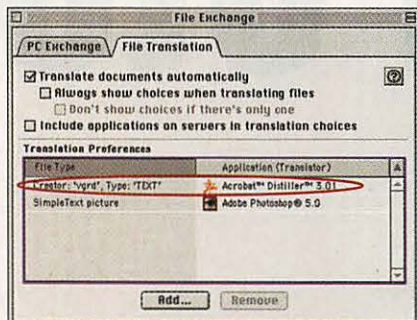 File Exchange
PC Exchange File Translation
Translate documents automatically
Always show choices when translating files
Don't show choices if there's only one
Include applications on servers in translation choices
Translation Preferences
File Type Application (Translator)
Creator: "vgrd", Type: "TEXT" Acrobat™ Distiller™ 3.01
SimpleText picture Adobe Photoshop® 5.0
Add... Remove